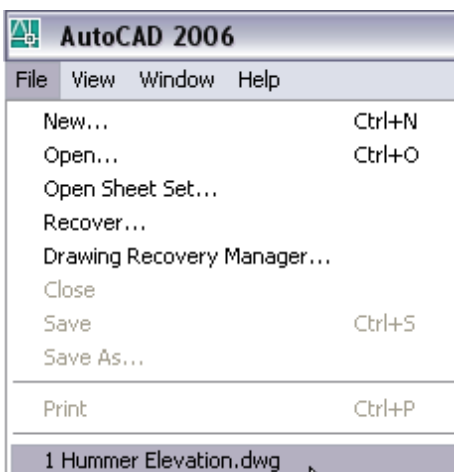 AutoCAD 2006
File View Window Help
New... Ctrl+N
Open... Ctrl+O
Open Sheet Set...
Recover...
Drawing Recovery Manager...
Close
Save Ctrl+S
Save As...
Print Ctrl+P
1 Hummer Elevation.dwg